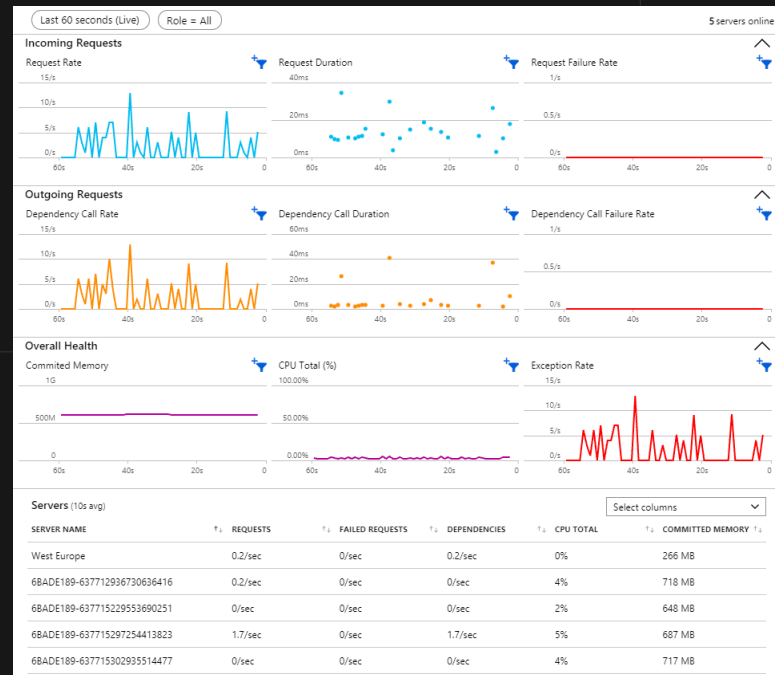 Last 60 seconds (Live) Role = All 5 servers online
Incoming Requests
Request Rate Request Duration Request Failure Rate
15/s 40ms 1/s
10/s
5/s 20ms 0.5/s
0/s 0ms 0/s
60s 40s 20s 0 60s 40s 20s 0 60s 40s 20s 0
Outgoing Requests
Dependency Call Rate Dependency Call Duration Dependency Call Failure Rate
15/s 60ms 1/s
10/s 40ms
5/s 20ms 0.5/s
0/s 0ms 0/s
60s 40s 20s 0 60s 40s 20s 0 60s 40s 20s 0
Overall Health
Commited Memory CPU Total (%) Exception Rate
1G 100.00% 15/s
10/s
500M 50.00% 5/s
0 0.00% 0/s
60s 40s 20s 0 60s 40s 20s 0 60s 40s 20s 0
Servers (10s avg) Select columns
SERVER NAME REQUESTS FAILED REQUESTS DEPENDENCIES CPU TOTAL COMMITTED MEMORY
West Europe 0.2/sec 0/sec 0.2/sec 0% 266 MB
6BADE189-637712936730636416 0.2/sec 0/sec 0/sec 4% 718 MB
6BADE189-637715229553690251 0/sec 0/sec 0/sec 2% 648 MB
6BADE189-637715297254413823 1.7/sec 0/sec 1.7/sec 5% 687 MB
6BADE189-637715302935514477 0/sec 0/sec 0/sec 4% 717 MB